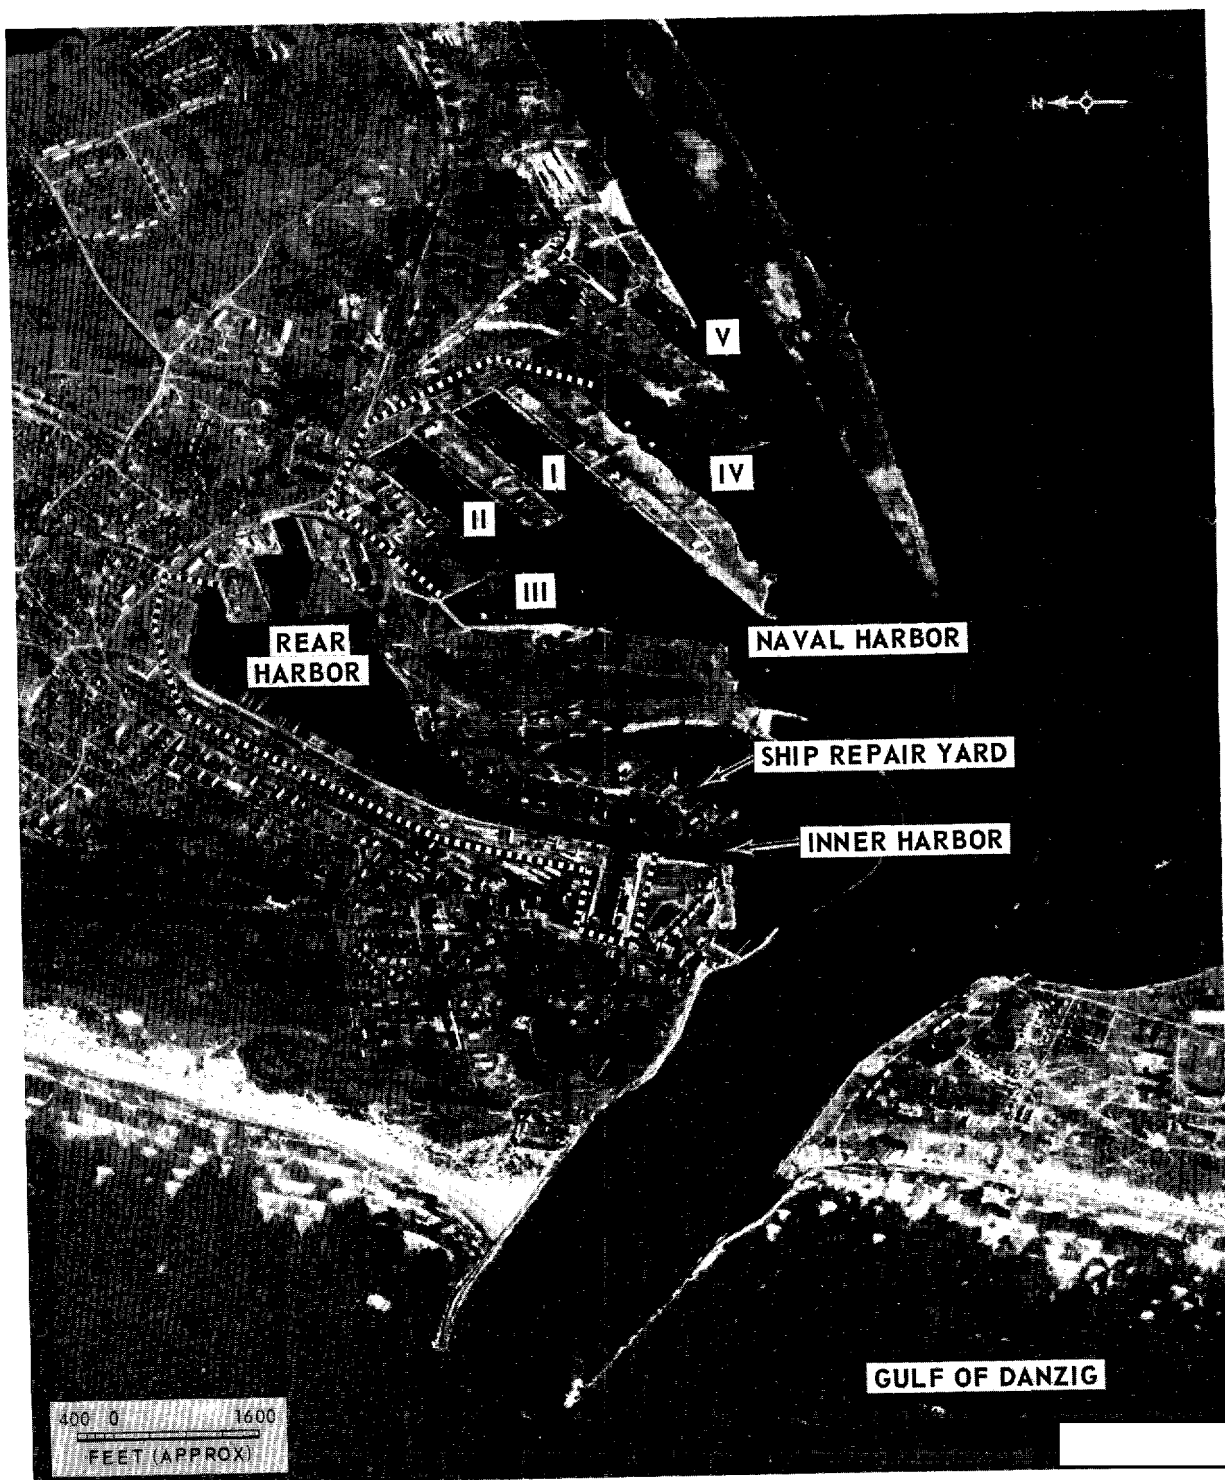 N
V
I
IV
II
III
REAR
HARBOR
NAVAL HARBOR
SHIP REPAIR YARD
INNER HARBOR
GULF OF DANZIG
400 0 1600
FEET (APPROX)